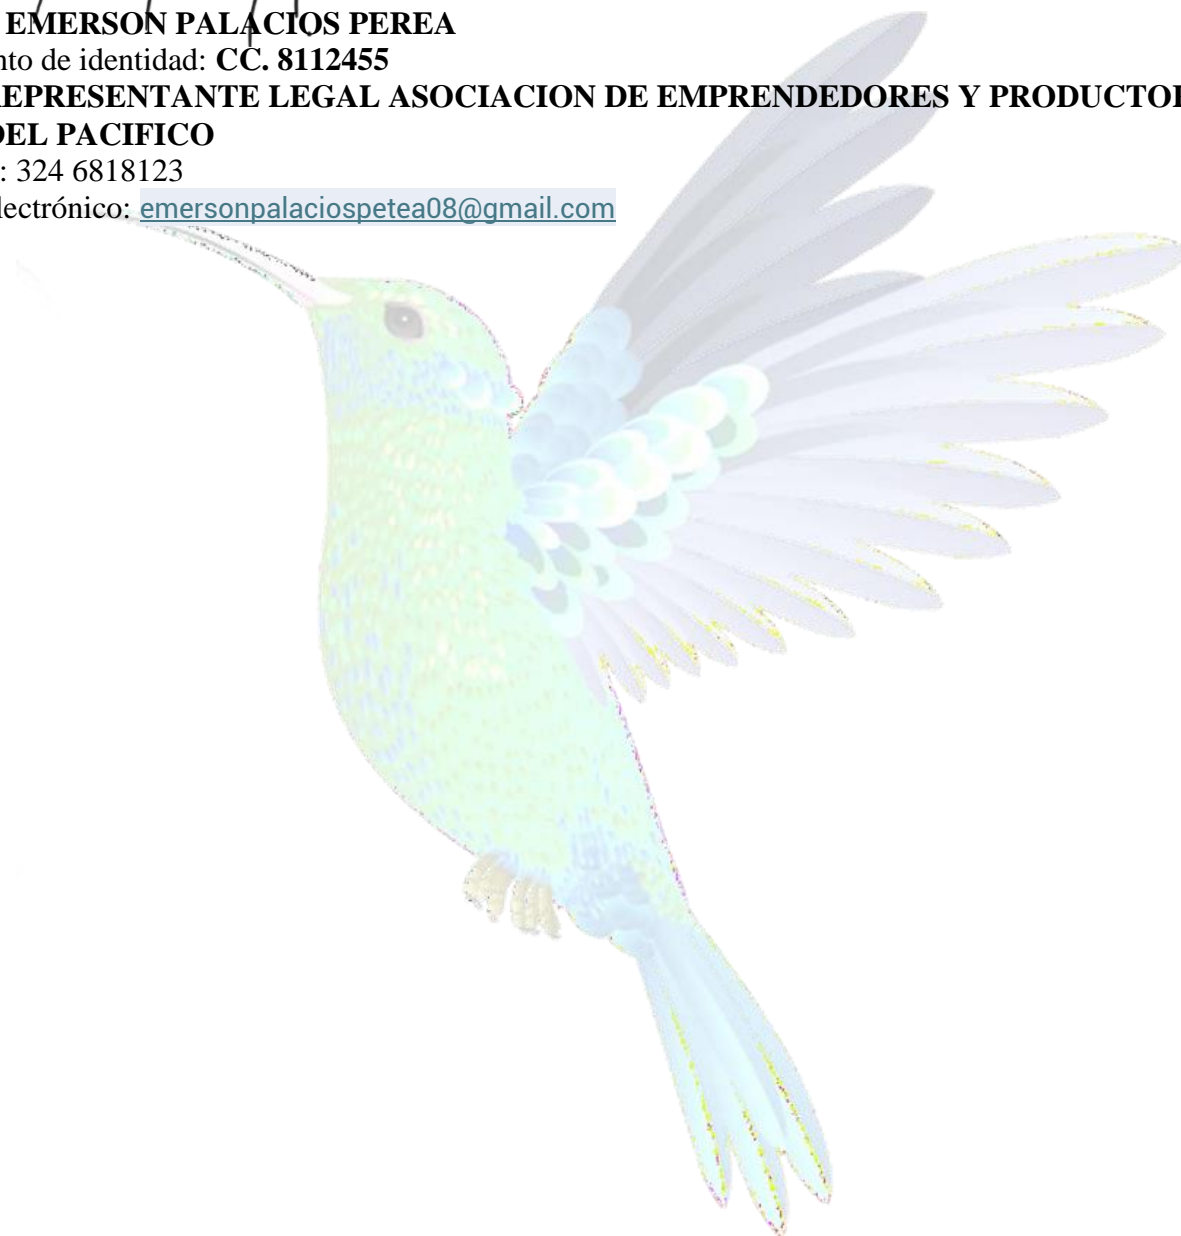 EMERSON PALACIOS PEREA
nto de identidad: CC. 8112455
REPRESENTANTE LEGAL ASOCIACION DE EMPRENDEDORES Y PRODUCTO
DEL PACIFICO
: 324 6818123
lectrónico: emersonpalaciospetea08@gmail.com